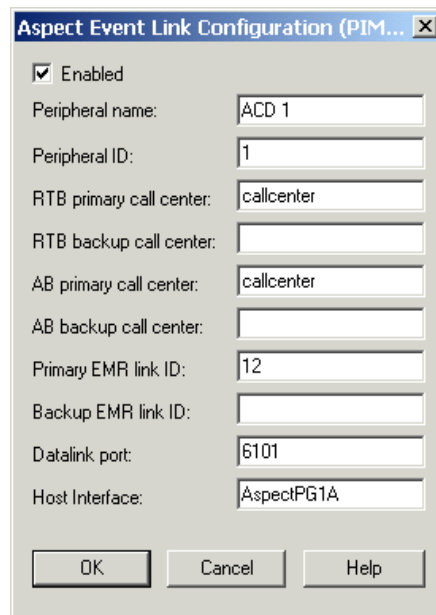 Aspect Event Link Configuration (PIM...
Enabled
Peripheral name: ACD 1
Peripheral ID: 1
RTB primary call center: callcenter
RTB backup call center:
AB primary call center: callcenter
AB backup call center:
Primary EMR link ID: 12
Backup EMR link ID:
Datalink port: 6101
Host Interface: AspectPG1A
OK Cancel Help